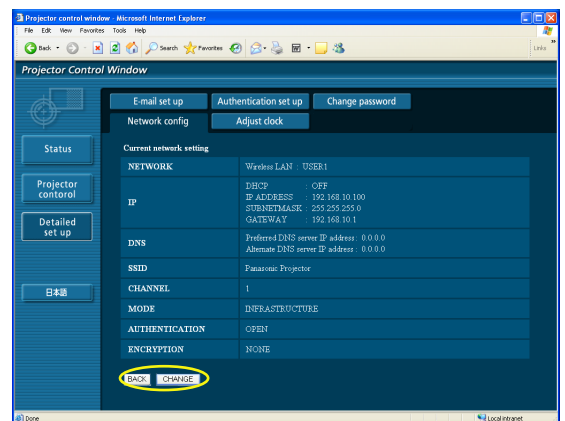 Projector control window - Microsoft Internet Explorer
File Edit View Favorites Tools Help
Back Search Favorites Links »
Projector Control Window
E-mail set up Authentication set up Change password
Network config Adjust clock
Status
Projector contorol
Detailed set up
日本語
Current network setting
NETWORK Wireless LAN : USER1
IP
DHCP : OFF
IP ADDRESS : 192.168.10.100
SUBNETMASK : 255.255.255.0
GATEWAY : 192.168.10.1
DNS
Preferred DNS server IP address : 0.0.0.0
Alternate DNS server IP address : 0.0.0.0
SSID Panasonic Projector
CHANNEL 1
MODE INFRASTRUCTURE
AUTHENTICATION OPEN
ENCRYPTION NONE
BACK CHANGE
Done Local intranet